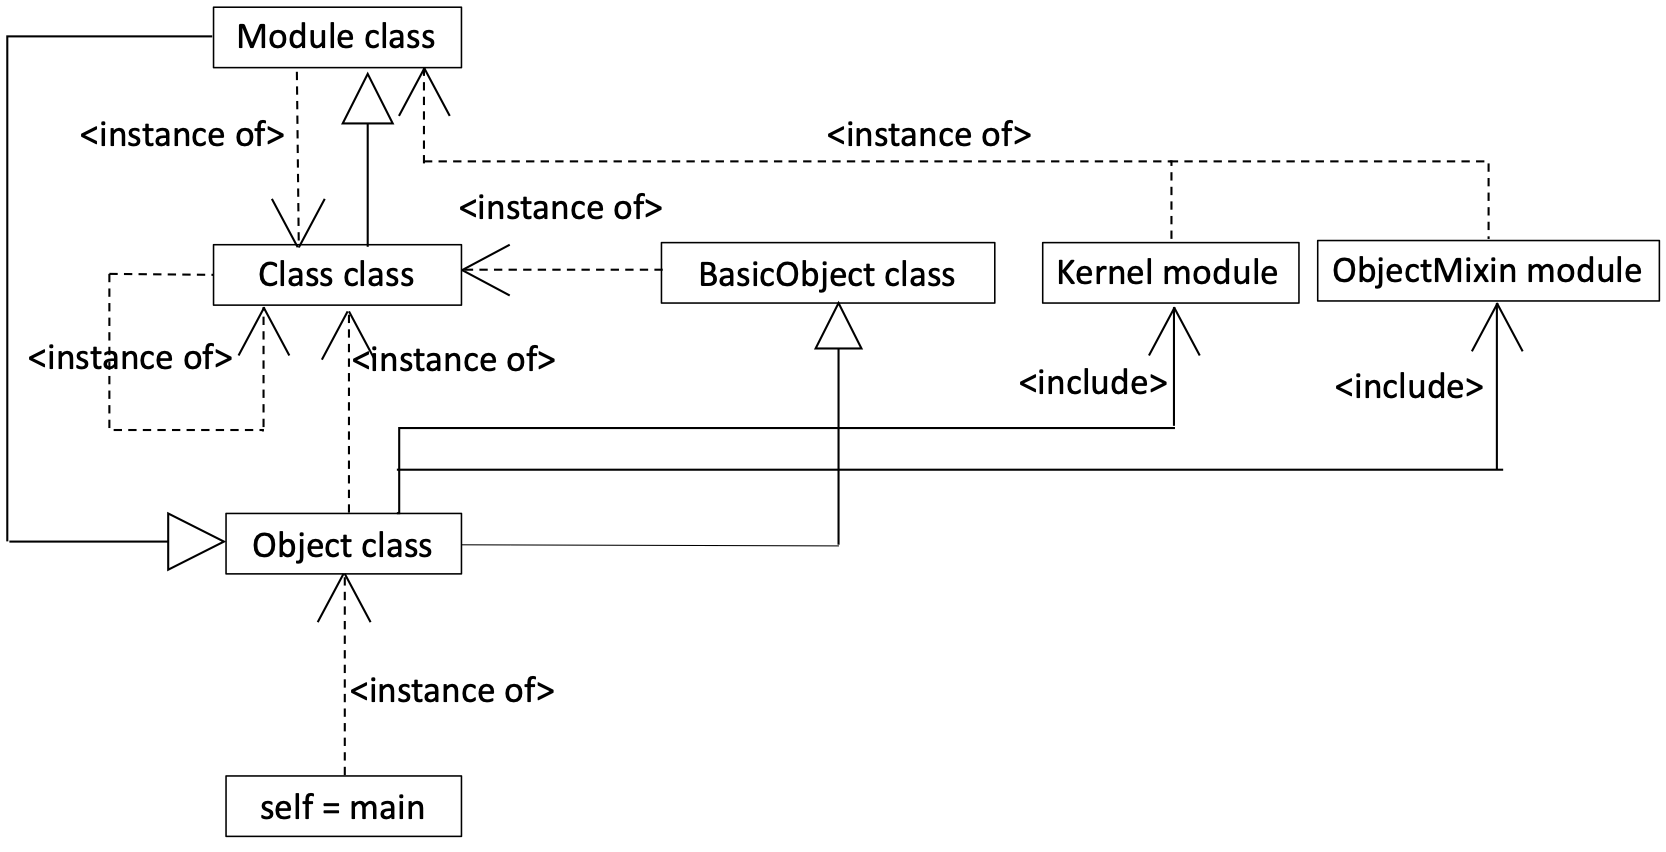 Module class
<instance of>
<instance of>
<instance of>
Class class
BasicObject class
Kernel module
ObjectMixin module
<instance of>
<instance of>
<include>
<include>
Object class
<instance of>
self = main